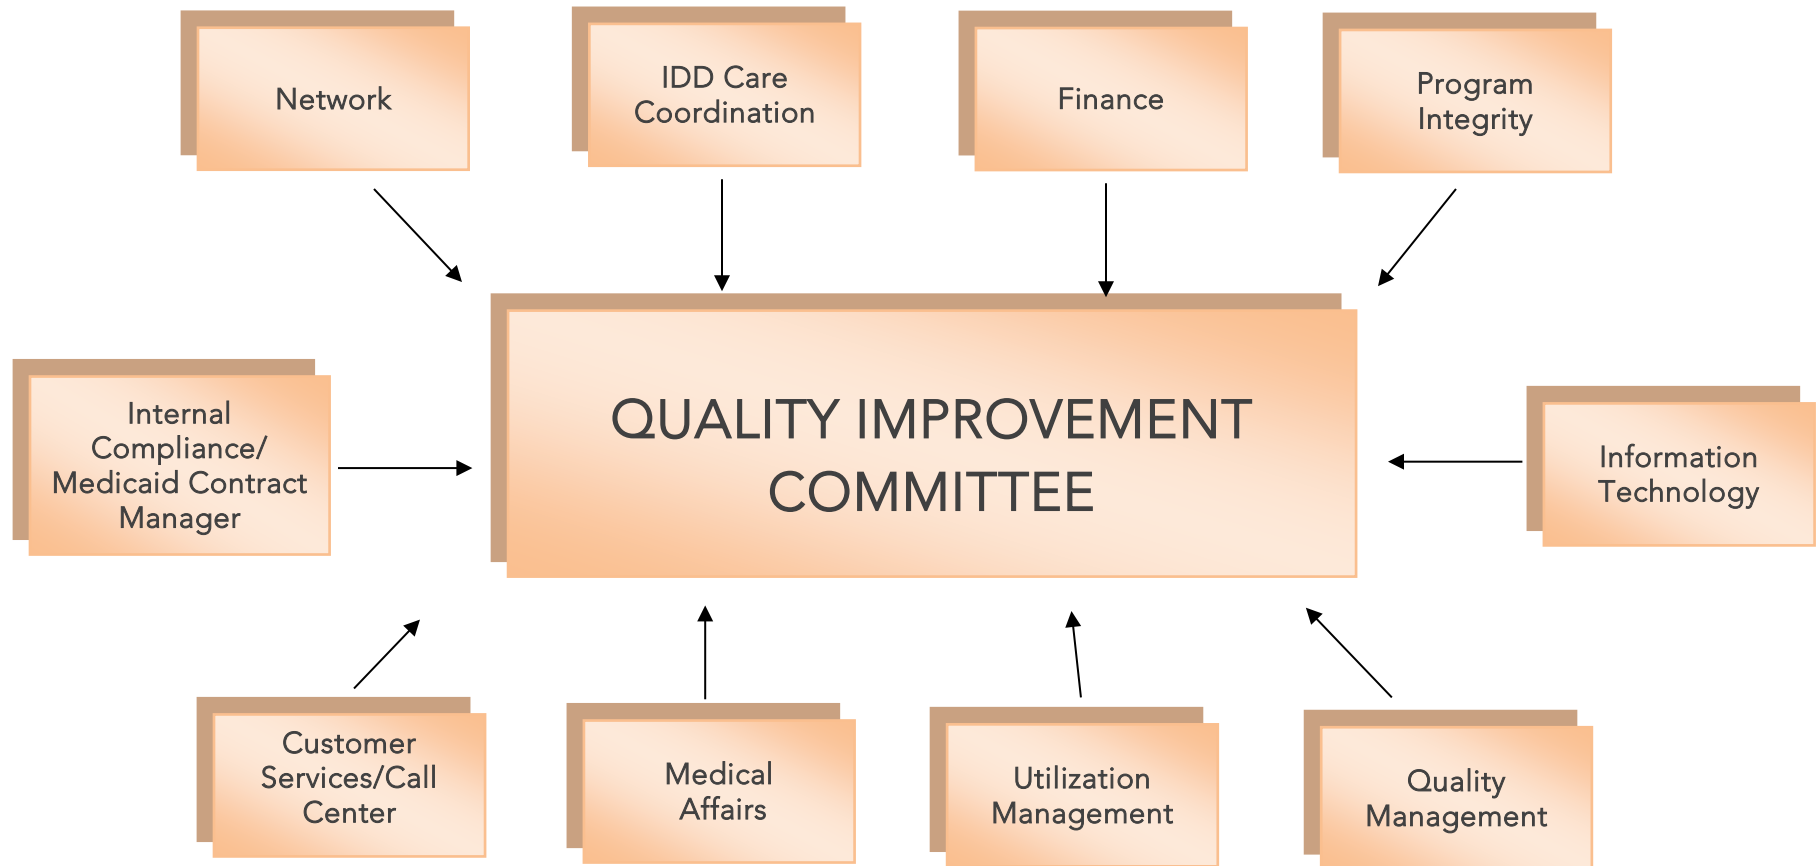 Network
IDD Care
Coordination
Finance
Program
Integrity
Internal
Compliance/
Medicaid Contract
Manager
QUALITY IMPROVEMENT
COMMITTEE
Information
Technology
Customer
Services/Call
Center
Medical
Affairs
Utilization
Management
Quality
Management